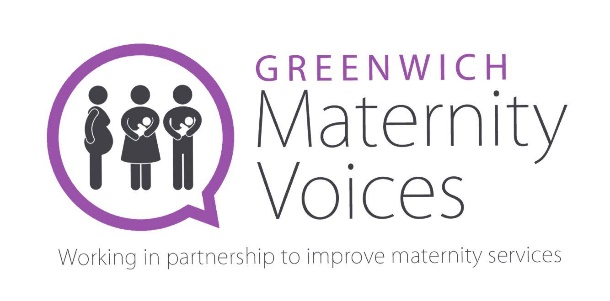 GREENWICH
Maternity
Voices
Working in partnership to improve maternity services